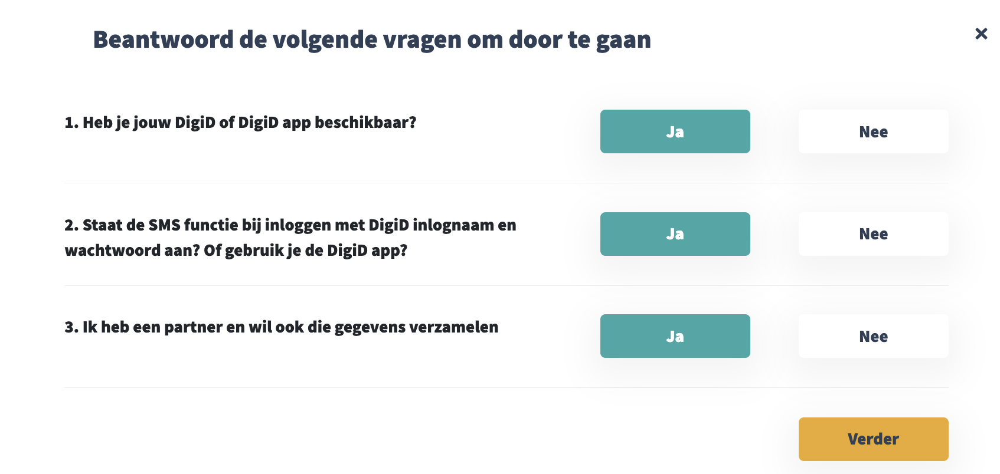 Beantwoord de volgende vragen om door te gaan
1. Heb je jouw DigiD of DigiD app beschikbaar?
Ja
Nee
2. Staat de SMS functie bij inloggen met DigiD inlognaam en
wachtwoord aan? Of gebruik je de DigiD app?
Ja
Nee
3. Ik heb een partner en wil ook die gegevens verzamelen
Ja
Nee
Verder